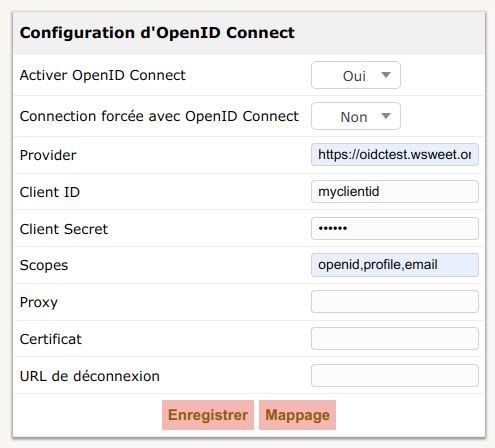 Configuration d'OpenID Connect
Activer OpenID Connect Oui
Connection forcée avec OpenID Connect Non
Provider https://oidctest.wsweet.or
Client ID myclientid
Client Secret ••••••
Scopes openid,profile,email
Proxy
Certificat
URL de déconnexion
Enregistrer Mappage